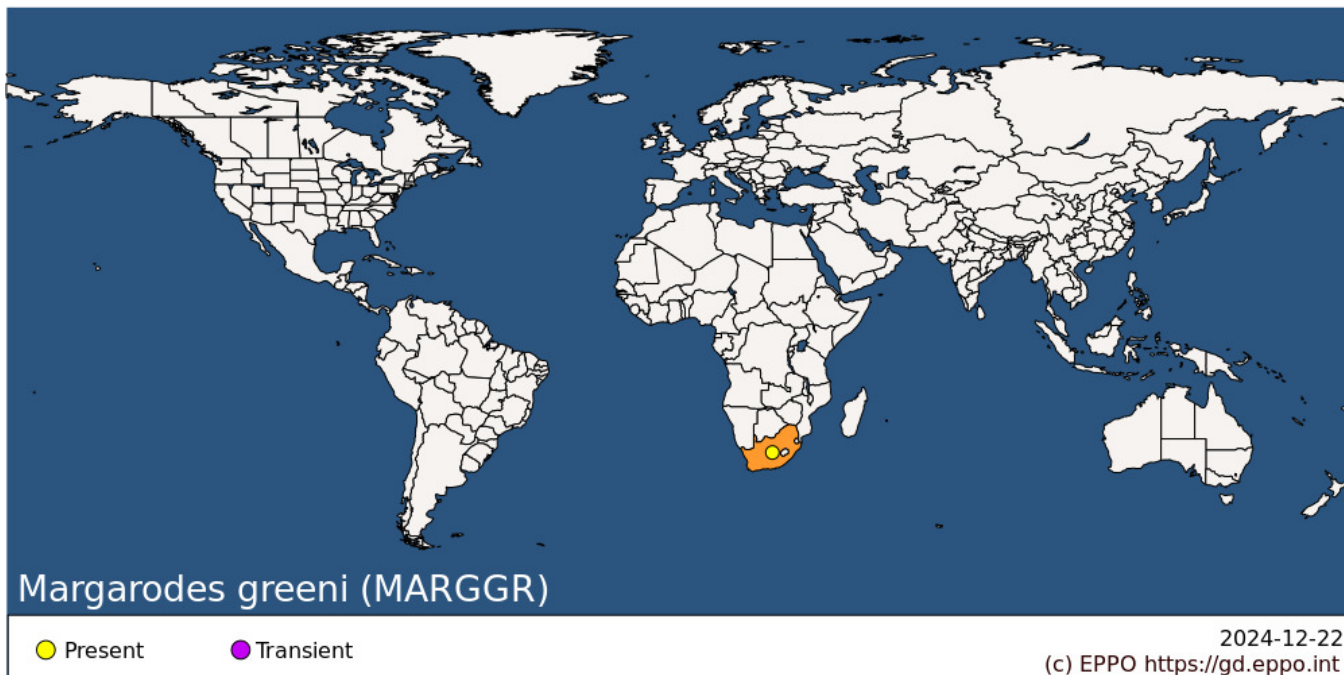 Margarodes greeni (MARGGR)
Present
Transient
2024-12-22
(c) EPPO https://gd.eppo.int